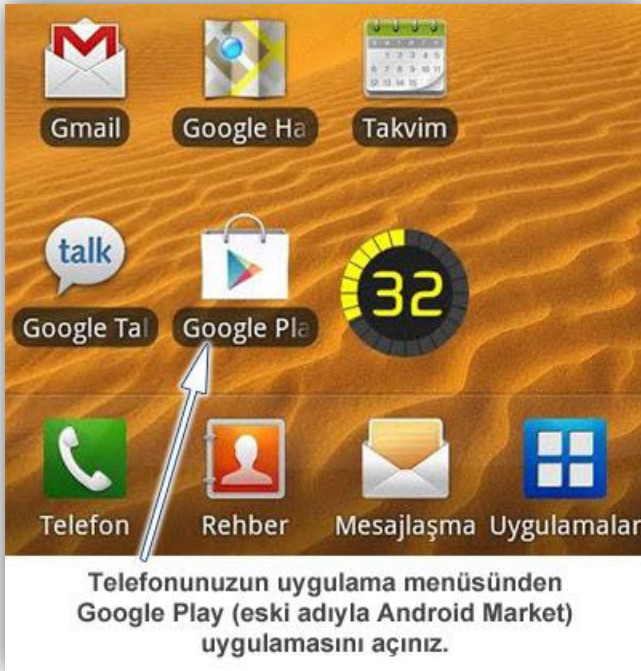 Gmail
Google Ha
Takvim
talk
32
Google Tal
Google Pla
Telefon
Rehber
Mesajlaşma
Uygulamalar
Telefonunuzun uygulama menüsünden
Google Play (eski adıyla Android Market)
uygulamasını açınız.